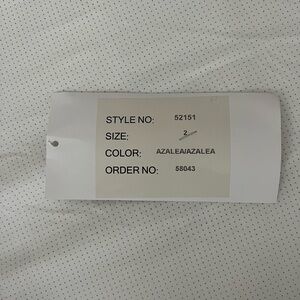 STYLE NO: 52151
SIZE: 2
COLOR: AZALEA/AZALEA
ORDER NO: 58043